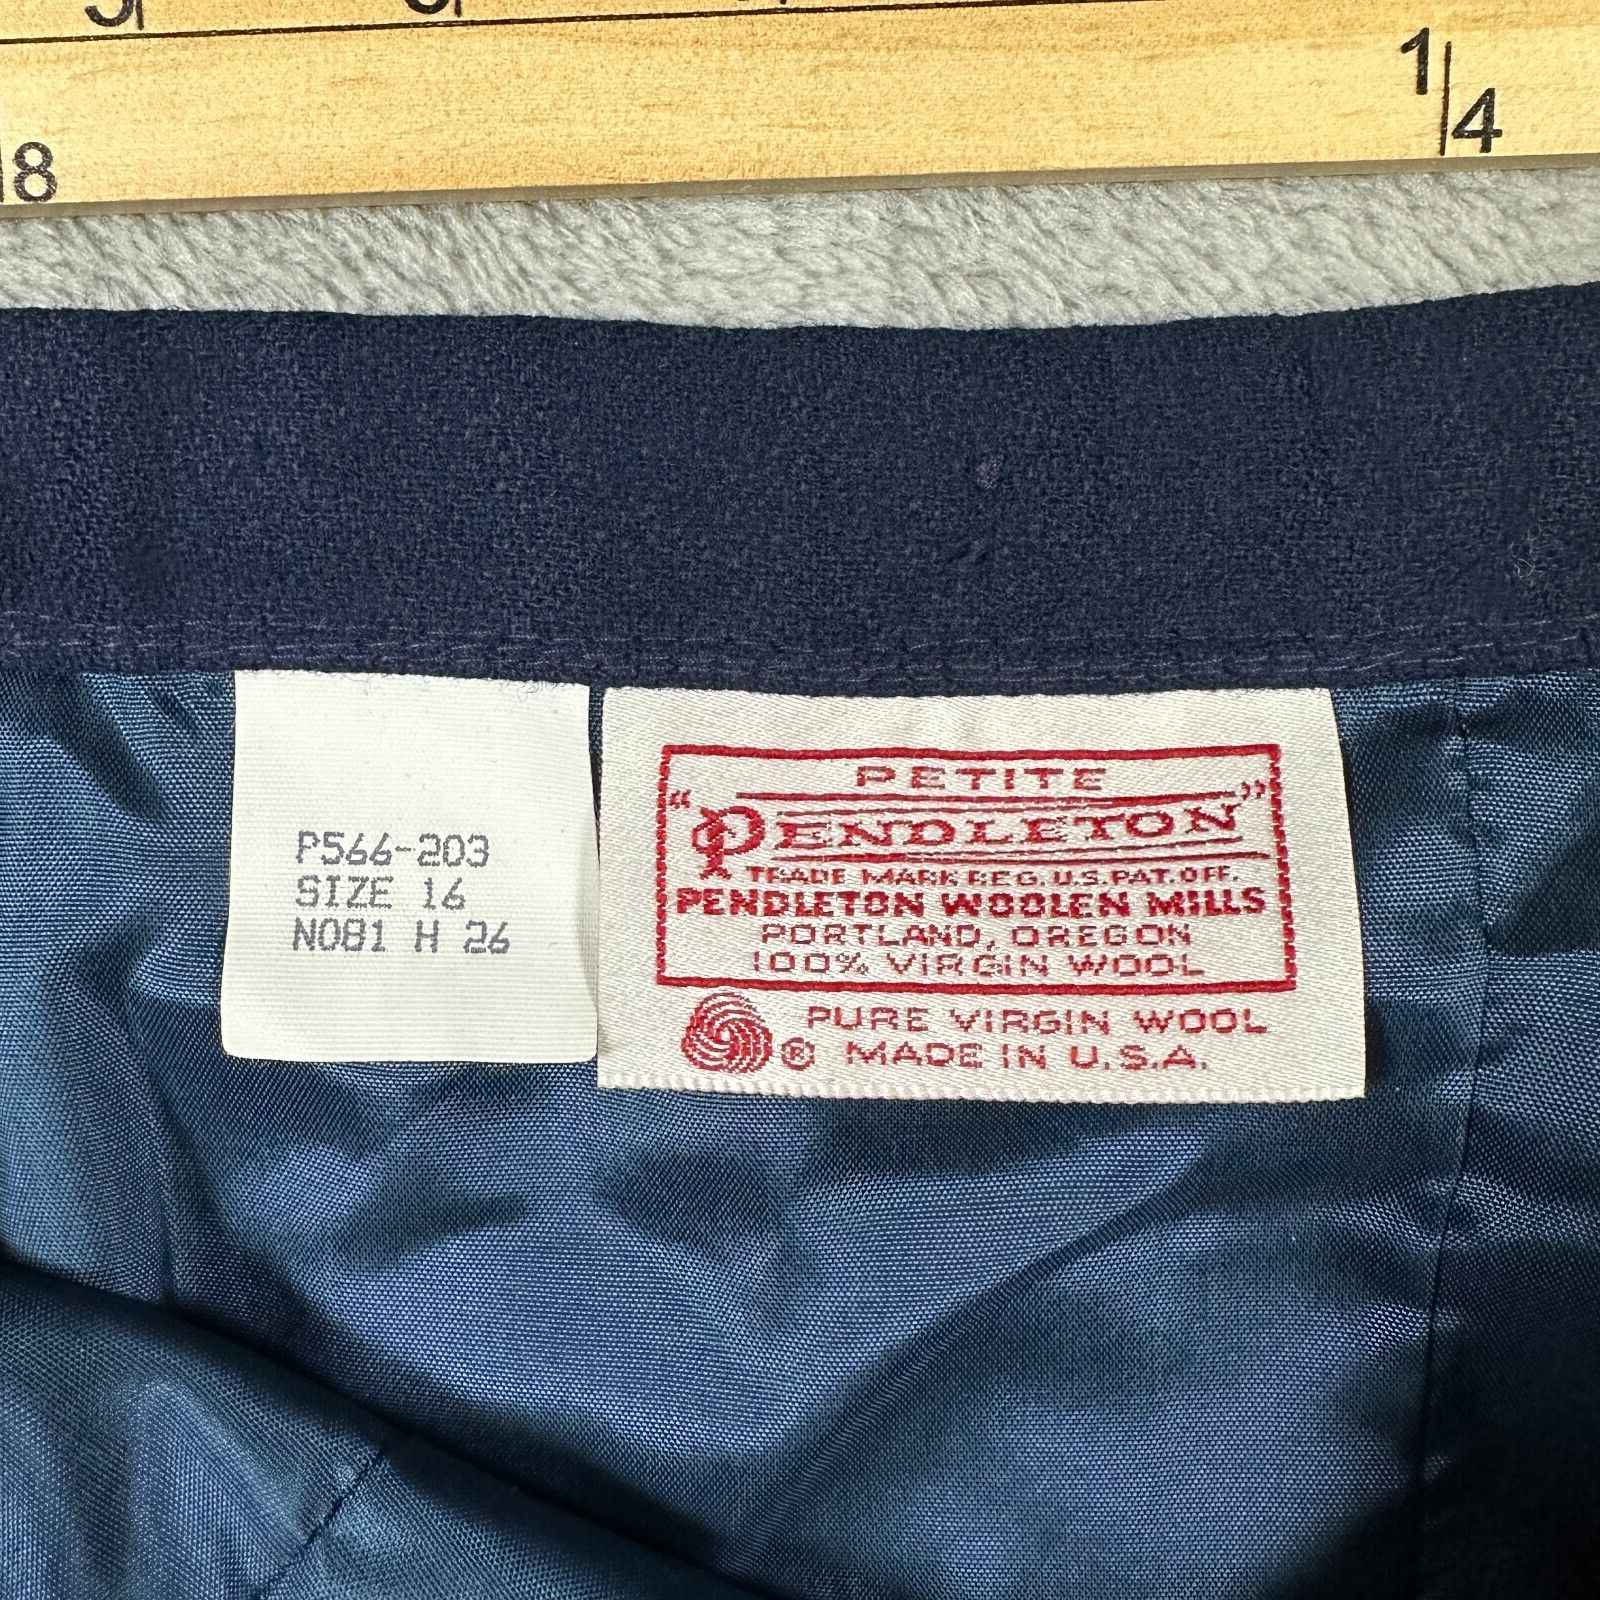 8
1
4
P566-203
SIZE 16
N081 H 26
PETITE
"PENDLETON"
TRADE MARK REG. U.S. PAT. OFF.
PENDLETON WOOLEN MILLS
PORTLAND, OREGON
100% VIRGIN WOOL
PURE VIRGIN WOOL
® MADE IN U.S.A.